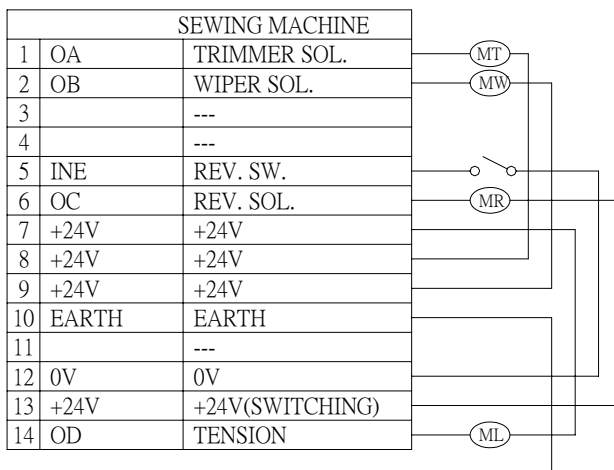 SEWING MACHINE
1 OA TRIMMER SOL. MT
2 OB WIPER SOL. MW
3 ---
4 ---
5 INE REV. SW.
6 OC REV. SOL. MR
7 +24V +24V
8 +24V +24V
9 +24V +24V
10 EARTH EARTH
11 ---
12 0V 0V
13 +24V +24V(SWITCHING)
14 OD TENSION ML